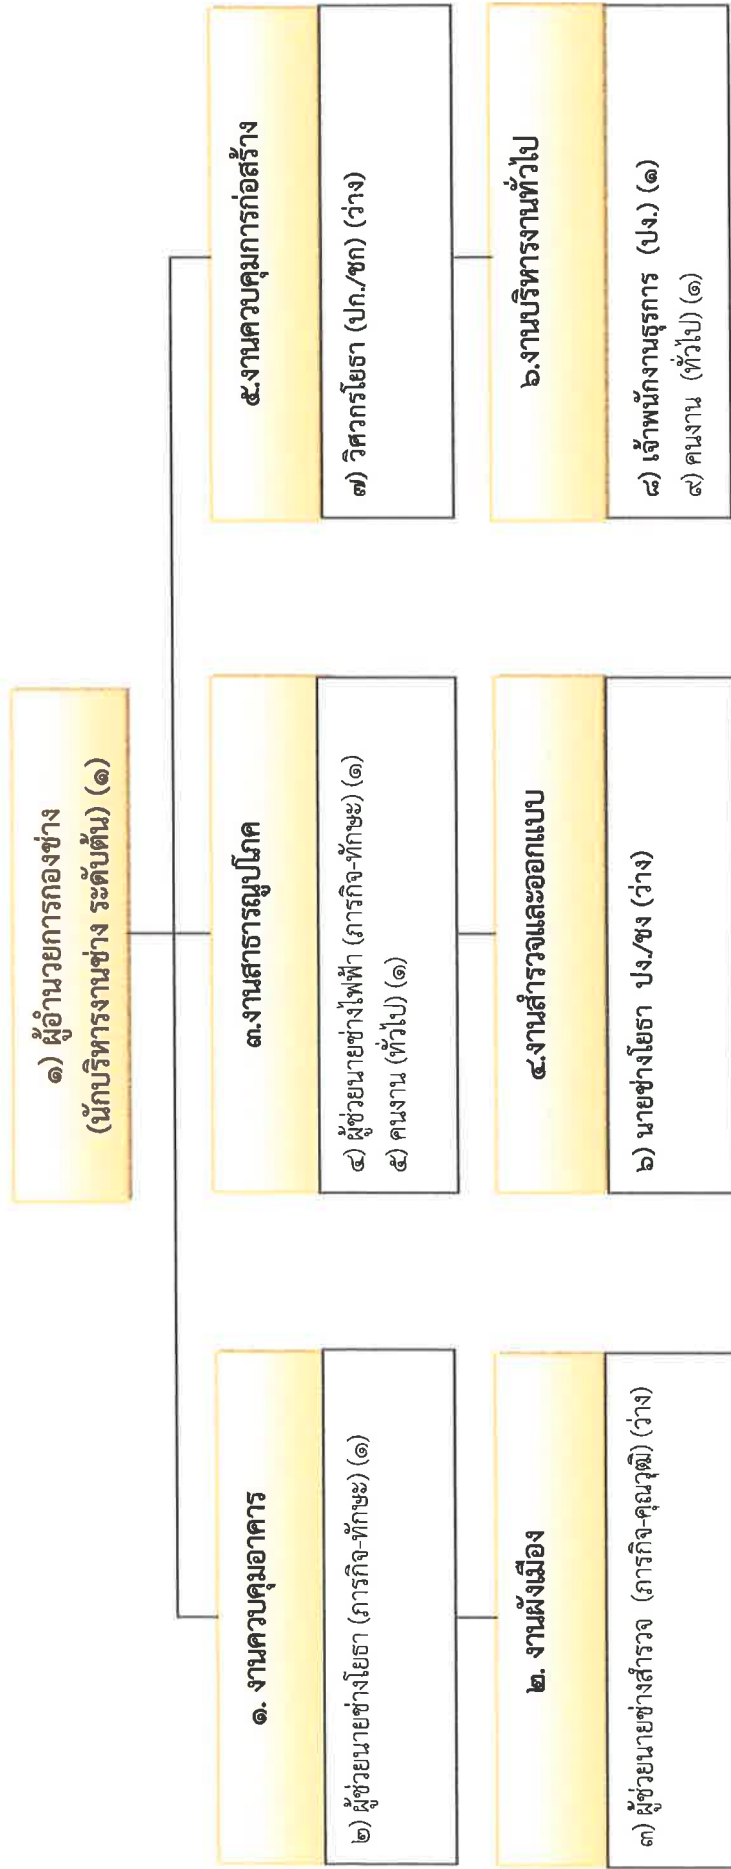 ๑) ผู้อำนวยการกองช่าง
(นักบริหารงานช่าง ระดับต้น) (๑)
๑. งานควบคุมอาคาร
๒) ผู้ช่วยนายช่างโยธา (ภารกิจ-ทักษะ) (๑)
๒. งานผังเมือง
๓) ผู้ช่วยนายช่างสำรวจ (ภารกิจ-คุณวุฒิ) (ว่าง)
๓.งานสาธารณูปโภค
๔) ผู้ช่วยนายช่างไฟฟ้า (ภารกิจ-ทักษะ) (๑)
๕) คนงาน (ทั่วไป) (๑)
๔.งานสำรวจและออกแบบ
๖) นายช่างโยธา ปง./ชง (ว่าง)
๕.งานควบคุมการก่อสร้าง
๗) วิศวกรโยธา (ปก./ชก) (ว่าง)
๖.งานบริหารงานทั่วไป
๘) เจ้าพนักงานธุรการ (ปง.) (๑)
๙) คนงาน (ทั่วไป) (๑)